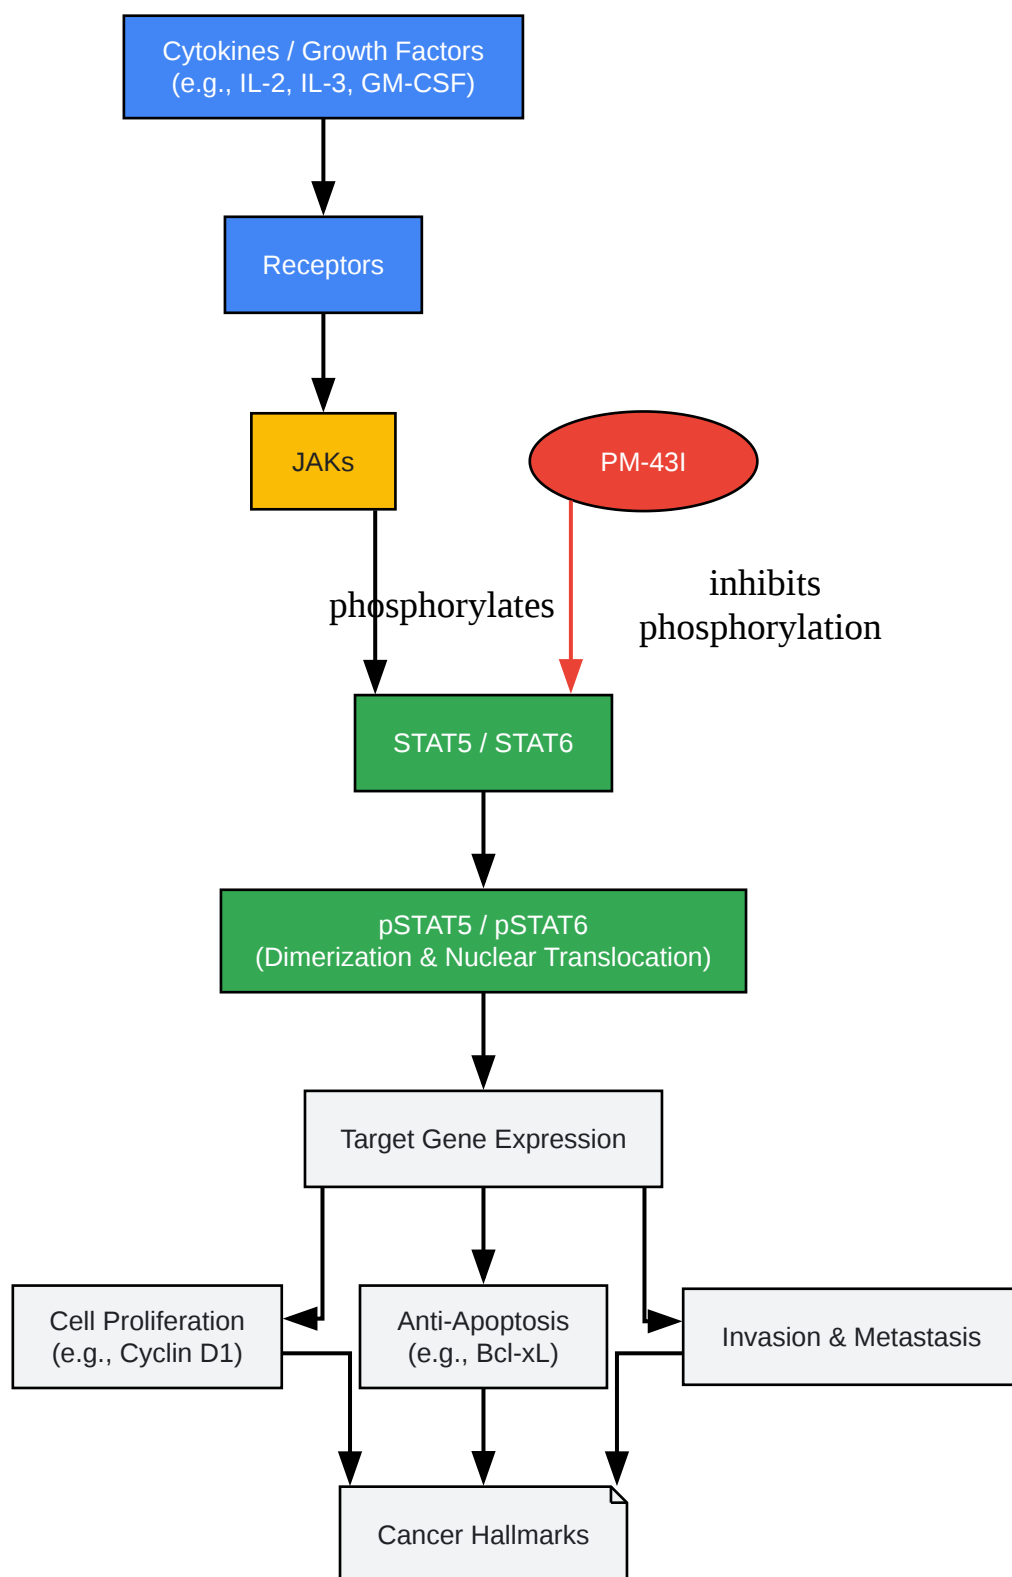 Cytokines / Growth Factors
(e.g., IL-2, IL-3, GM-CSF)
Receptors
JAKs
PM-43I
phosphorylates
inhibits
phosphorylation
STAT5 / STAT6
pSTAT5 / pSTAT6
(Dimerization & Nuclear Translocation)
Target Gene Expression
Cell Proliferation
(e.g., Cyclin D1)
Anti-Apoptosis
(e.g., Bcl-xL)
Invasion & Metastasis
Cancer Hallmarks